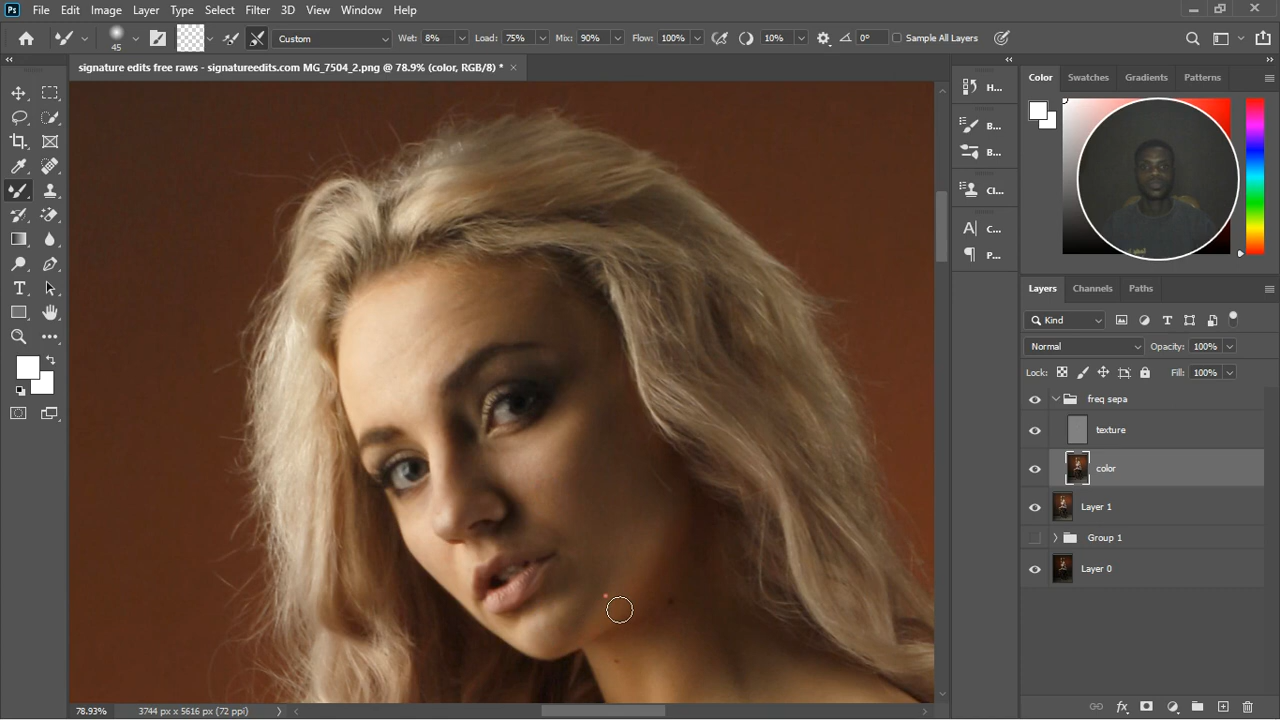 Ps File Edit Image Layer Type Select Filter 3D View Window Help
45 Custom Wet: 8% Load: 75% Mix: 90% Flow: 100% 10% 0° Sample All Layers
signature edits free raws - signatureedits.com MG_7504_2.png @ 78.9% (color, RGB/8) * ×
H...
B...
B...
Cl...
C...
P...
Color Swatches Gradients Patterns
Layers Channels Paths
Kind
Normal Opacity: 100%
Lock: Fill: 100%
freq sepa
texture
color
Layer 1
Group 1
Layer 0
78.93% 3744 px x 5616 px (72 ppi)